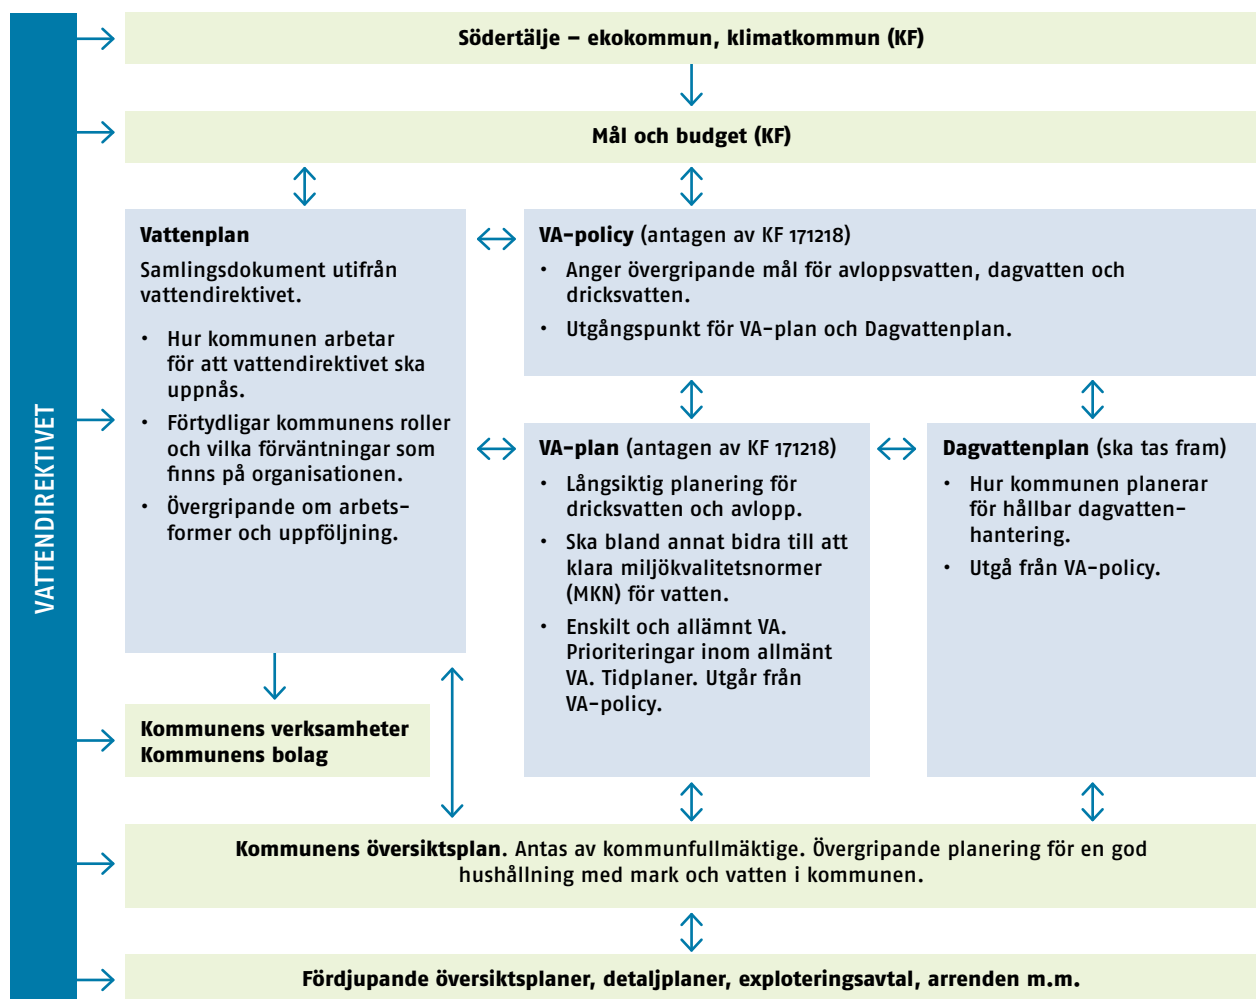 VATTENDIREKTIVET
Södertälje – ekokommun, klimatkommun (KF)
Mål och budget (KF)
Vattenplan
Samlingsdokument utifrån
vattendirektivet.
• Hur kommunen arbetar
för att vattendirektivet ska
uppnås.
• Förtydligar kommunens roller
och vilka förväntningar som
finns på organisationen.
• Övergripande om arbets-
former och uppföljning.
VA-policy (antagen av KF 171218)
• Anger övergripande mål för avloppsvatten, dagvatten och
dricksvatten.
• Utgångspunkt för VA-plan och Dagvattenplan.
VA-plan (antagen av KF 171218)
• Långsiktig planering för
dricksvatten och avlopp.
• Ska bland annat bidra till att
klara miljökvalitetsnormer
(MKN) för vatten.
• Enskilt och allämnt VA.
Prioriteringar inom allmänt
VA. Tidplaner. Utgår från
VA-policy.
Dagvattenplan (ska tas fram)
• Hur kommunen planerar
för hållbar dagvatten-
hantering.
• Utgå från VA-policy.
Kommunens verksamheter
Kommunens bolag
Kommunens översiktsplan. Antas av kommunfullmäktige. Övergripande planering för en god
hushållning med mark och vatten i kommunen.
Fördjupande översiktsplaner, detaljplaner, exploteringsavtal, arrenden m.m.